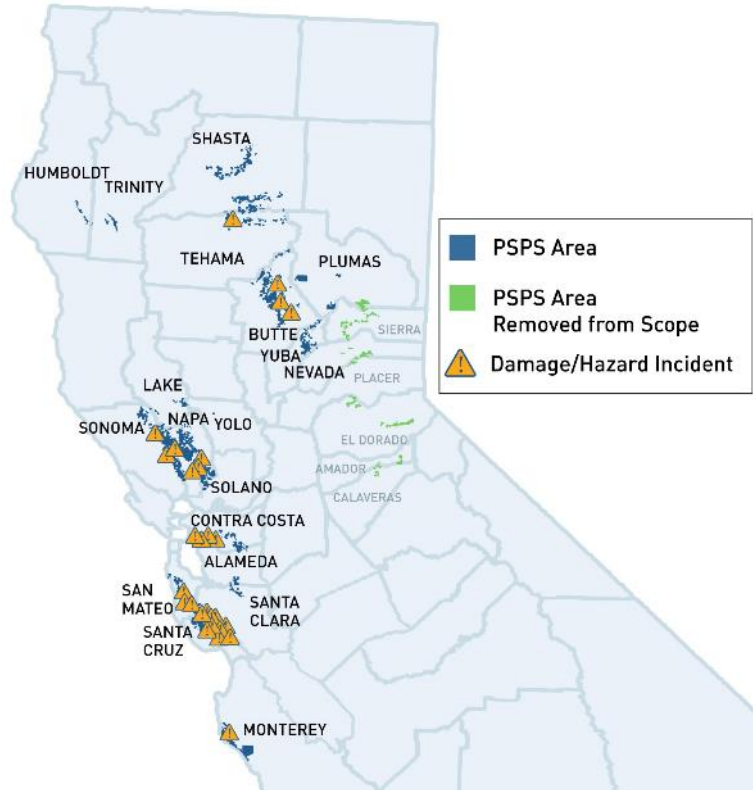 SHASTA
HUMBOLDT
TRINITY
TEHAMA
PLUMAS
BUTTE
SIERRA
YUBA
NEVADA
PLACER
LAKE
NAPA
YOLO
SONOMA
EL DORADO
AMADOR
SOLANO
CALAVERAS
CONTRA COSTA
ALAMEDA
SAN
MATEO
SANTA
CLARA
SANTA
CRUZ
MONTEREY
PSPS Area
PSPS Area
Removed from Scope
Damage/Hazard Incident